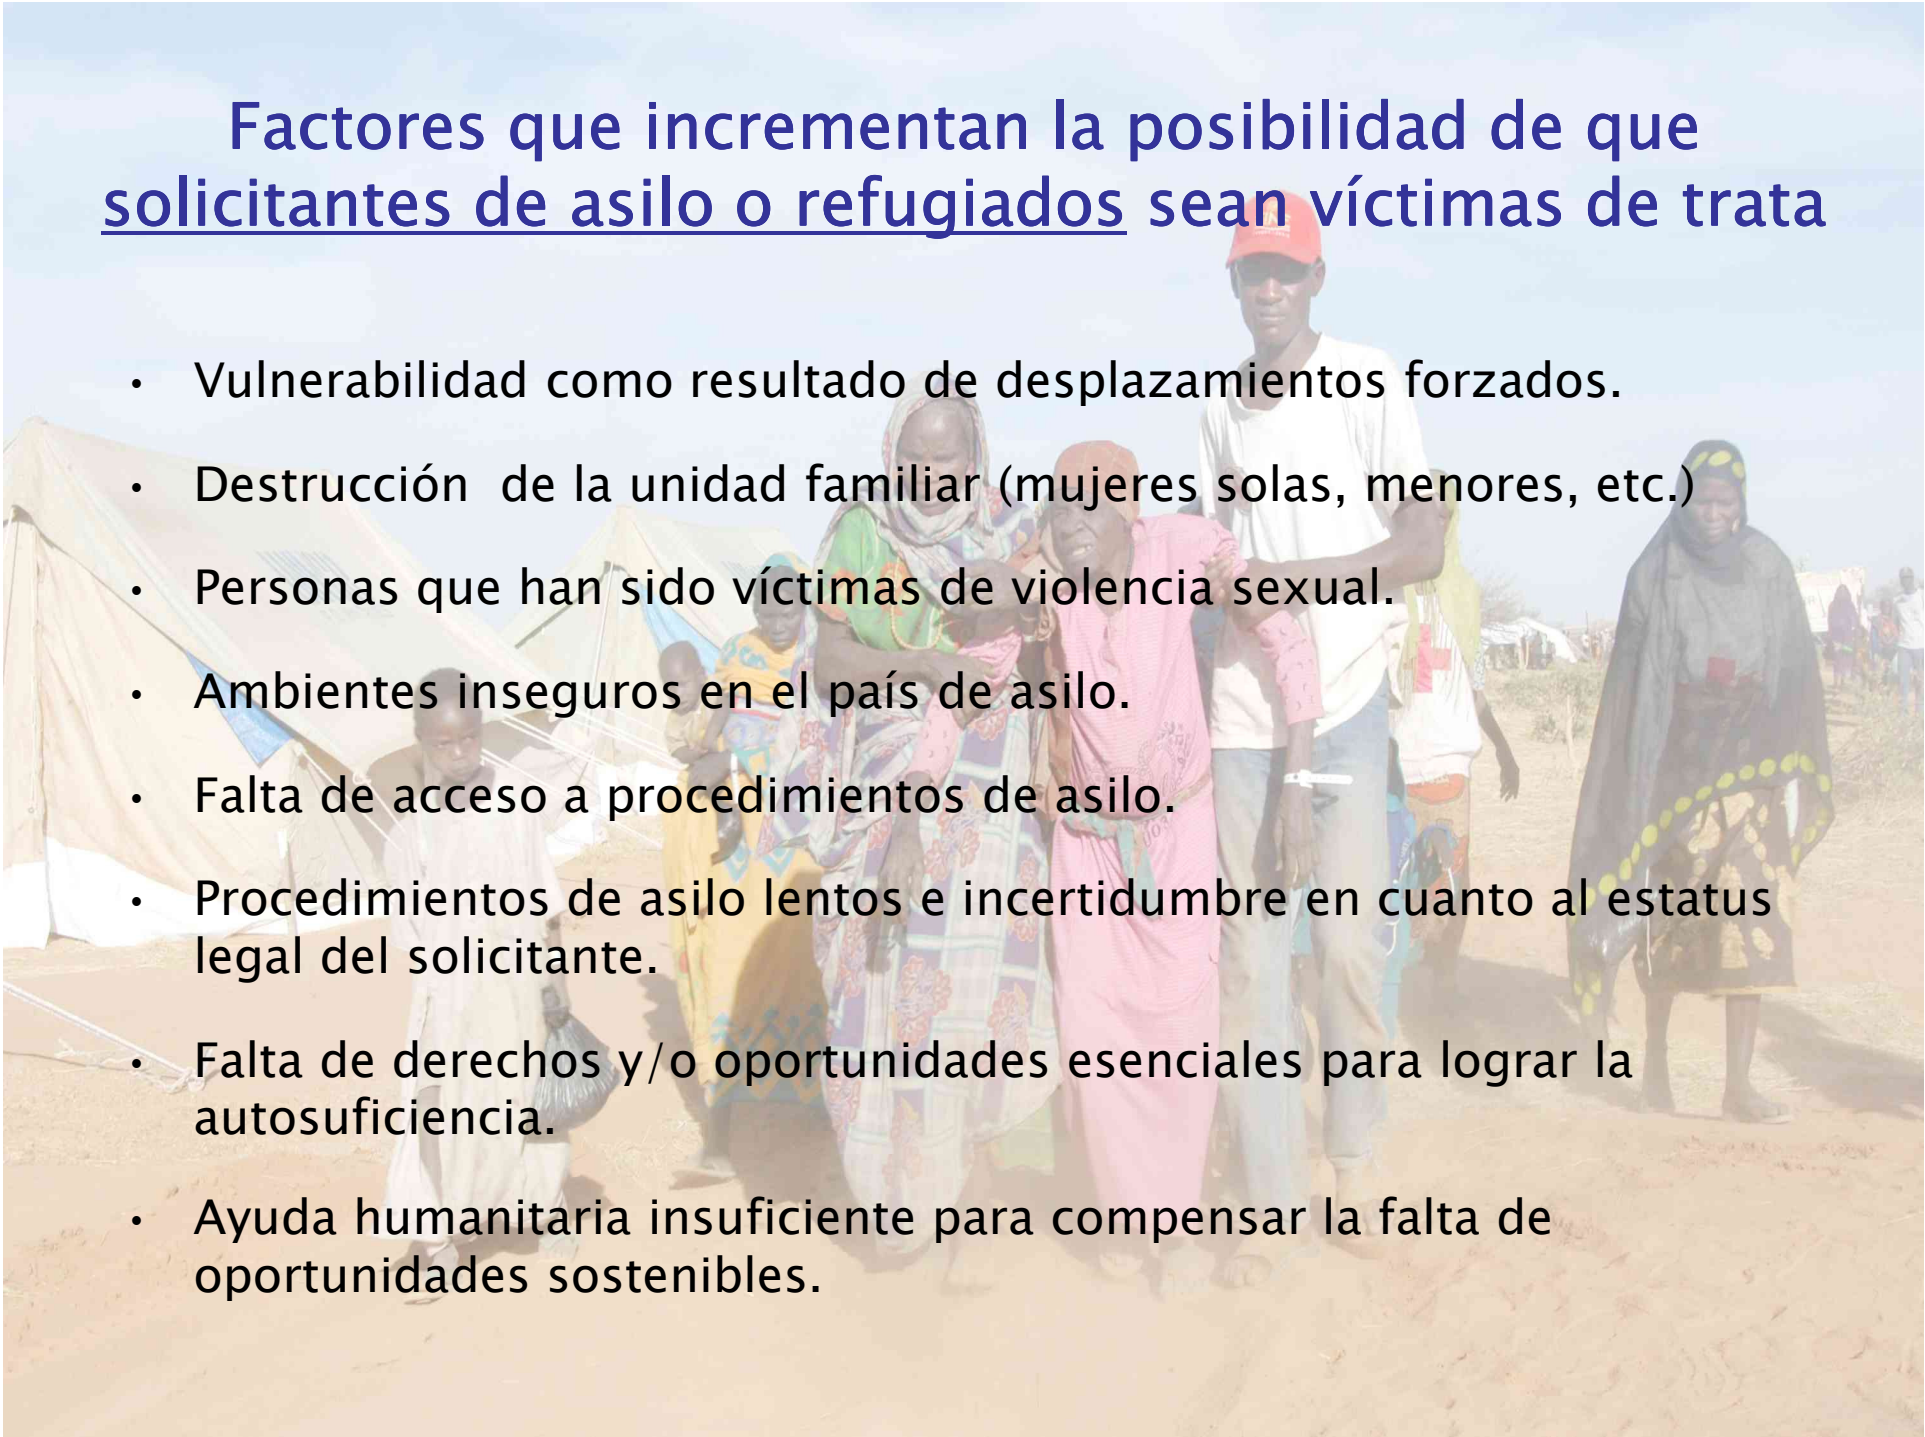 Factores que incrementan la posibilidad de que
solicitantes de asilo o refugiados sean víctimas de trata
• Vulnerabilidad como resultado de desplazamientos forzados.
• Destrucción  de la unidad familiar (mujeres solas, menores, etc.)
• Personas que han sido víctimas de violencia sexual.
• Ambientes inseguros en el país de asilo.
• Falta de acceso a procedimientos de asilo.
• Procedimientos de asilo lentos e incertidumbre en cuanto al estatus
legal del solicitante.
• Falta de derechos y/o oportunidades esenciales para lograr la
autosuficiencia.
• Ayuda humanitaria insuficiente para compensar la falta de
oportunidades sostenibles.